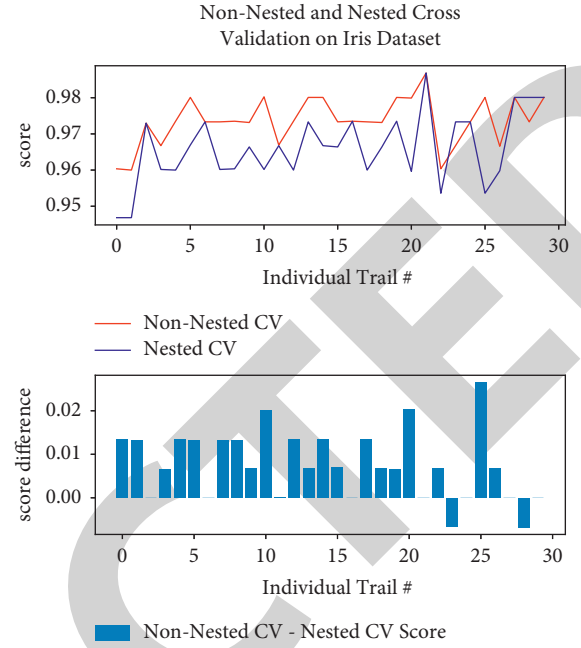 Non-Nested and Nested Cross
Validation on Iris Dataset
score
0.98
0.97
0.96
0.95
0 5 10 15 20 25 30
Individual Trail #
Non-Nested CV
Nested CV
score difference
0.02
0.01
0.00
0 5 10 15 20 25 30
Individual Trail #
Non-Nested CV - Nested CV Score